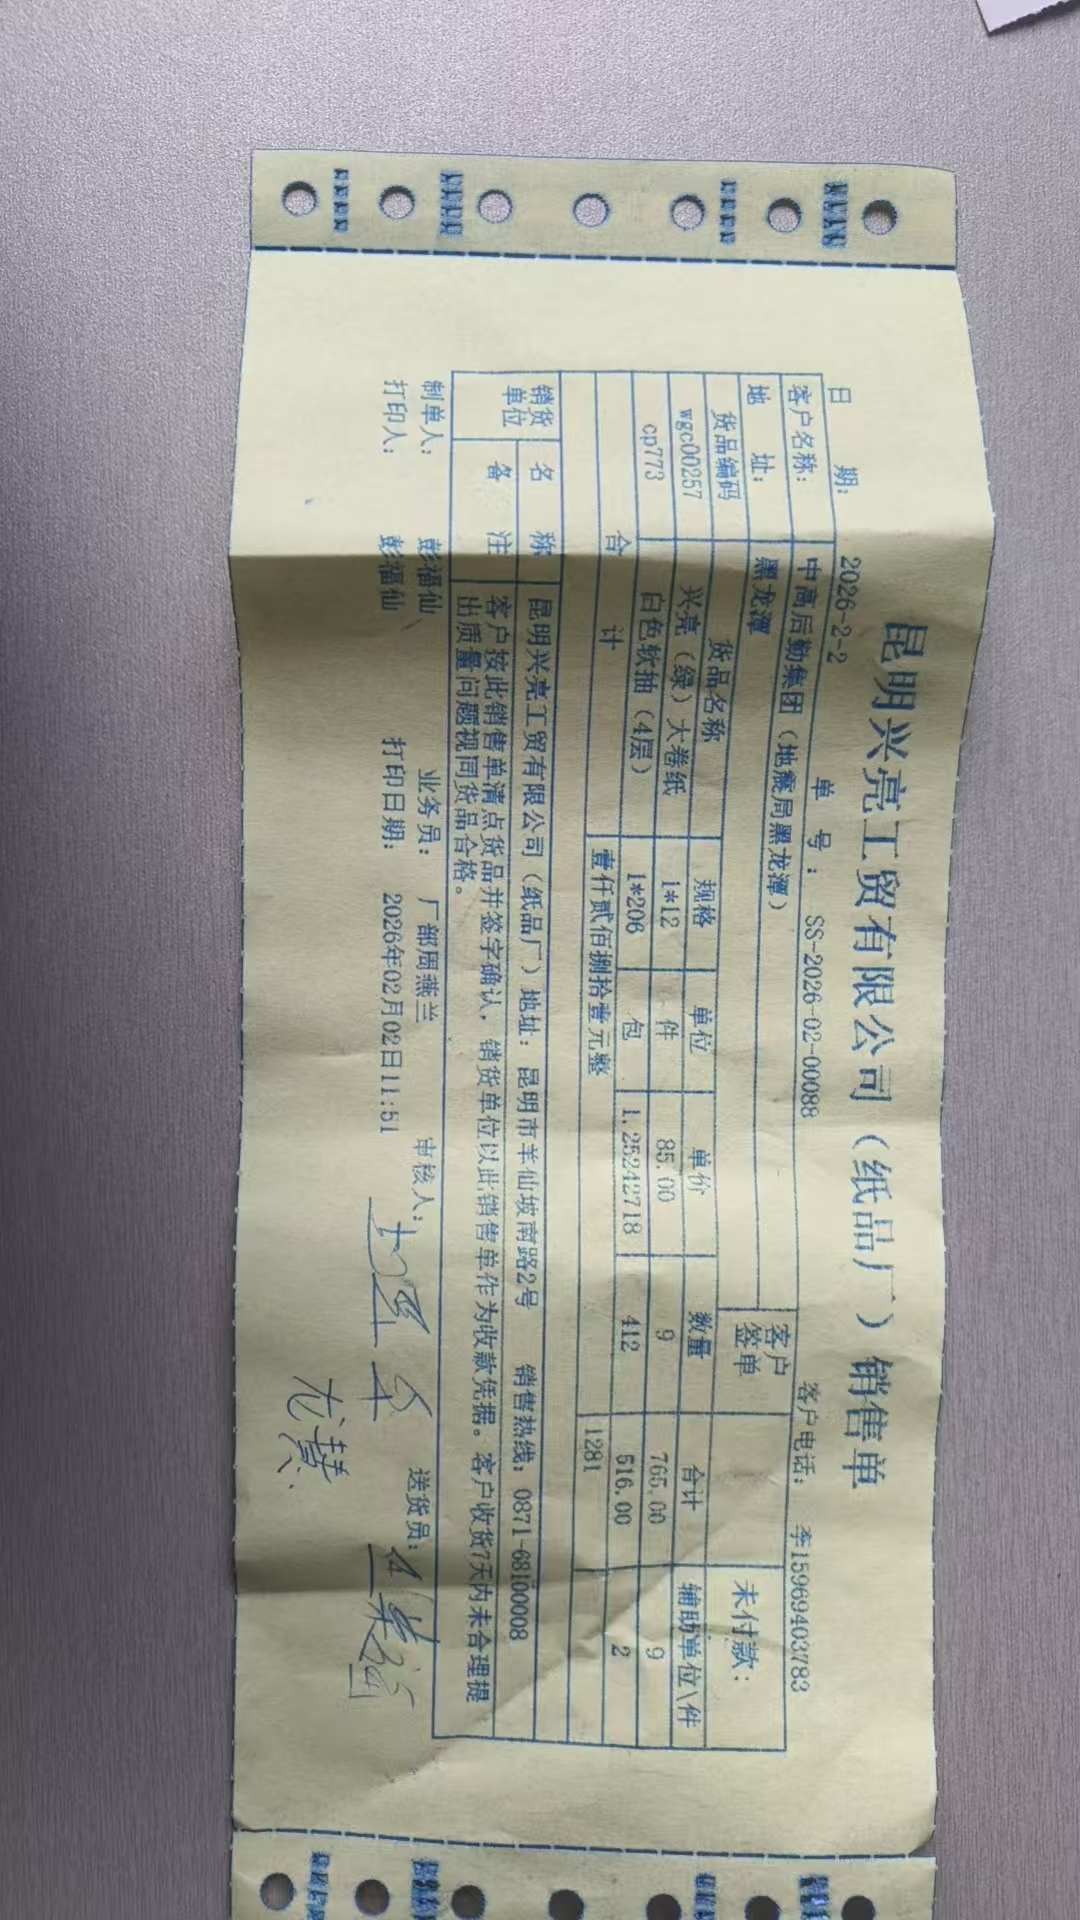 昆明兴亮工贸有限公司（纸品厂）销售单
日 期： 2026-2-2 单 号： SS-2026-02-00088 客户电话： 李15969403783
客户名称： 中高后勤集团（地震局黑龙潭） 客户签单 未付款：
地 址： 黑龙潭
货品编码 货品名称 规格 单位 单价 数量 合计 辅助单位\件
wgc00257 兴亮（绿）大卷纸 1*12 件 85.00 9 765.00 9
cp773 白色软抽（4层） 1*206 包 1.25242718 412 516.00 2
合 计 壹仟贰佰捌拾壹元整 1281
销货单位 名 称 昆明兴亮工贸有限公司（纸品厂）地址： 昆明市羊仙坡南路2号 销售热线：0871-68100008
备 注 客户按此销售单清点货品并签字确认，销货单位以此销售单作为收款凭据。客户收货7天内未合理提
出质量问题视同货品合格。
制单人： 彭福仙 业务员： 厂部周燕兰 审核人： 送货员：
打印人： 彭福仙 打印日期： 2026年02月02日11:51